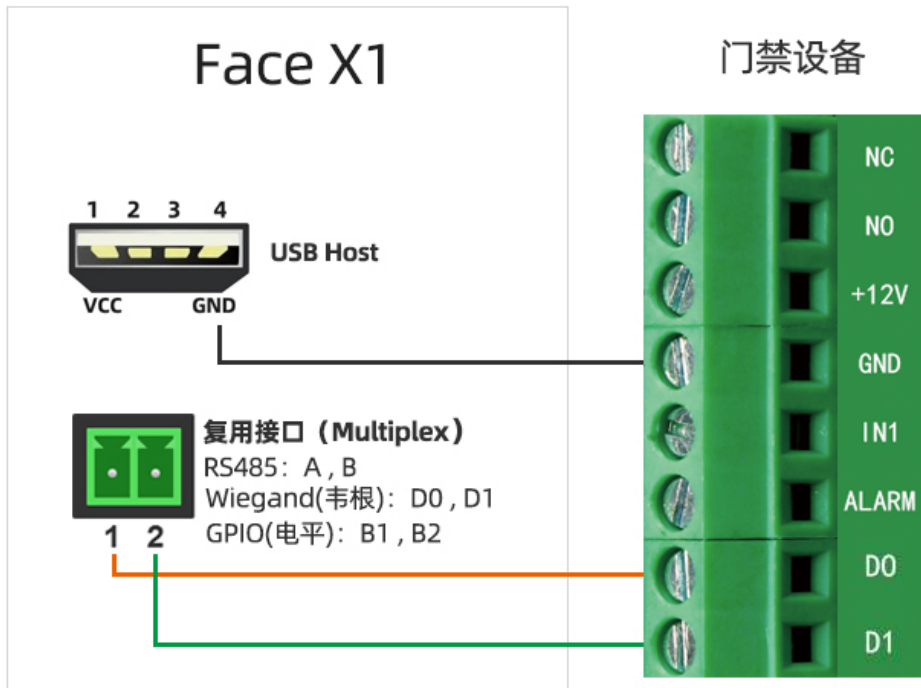 Face X1
门禁设备
1 2 3 4
USB Host
VCC GND
复用接口（Multiplex）
RS485：A , B
Wiegand(韦根)：D0 , D1
GPIO(电平)：B1 , B2
1 2
NC
NO
+12V
GND
IN1
ALARM
D0
D1